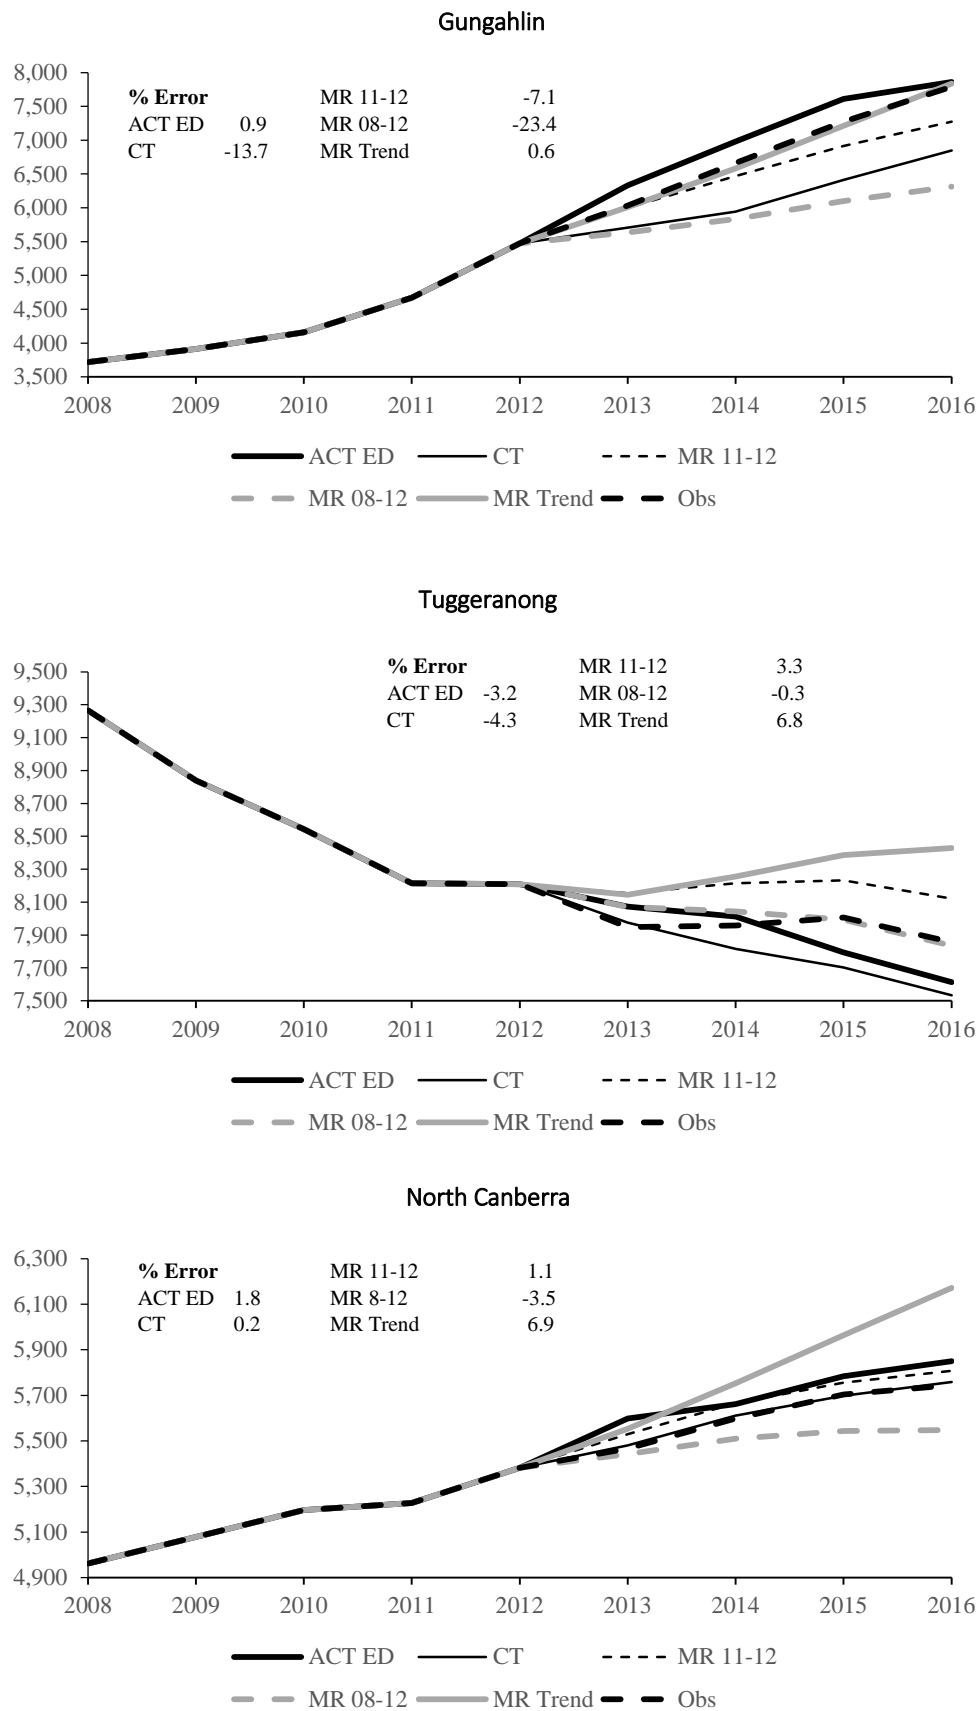 Gungahlin
8,000
7,500
7,000
6,500
6,000
5,500
5,000
4,500
4,000
3,500
% Error MR 11-12 -7.1
ACT ED 0.9 MR 08-12 -23.4
CT -13.7 MR Trend 0.6
2008 2009 2010 2011 2012 2013 2014 2015 2016
ACT ED CT MR 11-12
MR 08-12 MR Trend Obs
Tuggeranong
9,500
9,300
9,100
8,900
8,700
8,500
8,300
8,100
7,900
7,700
7,500
% Error MR 11-12 3.3
ACT ED -3.2 MR 08-12 -0.3
CT -4.3 MR Trend 6.8
2008 2009 2010 2011 2012 2013 2014 2015 2016
ACT ED CT MR 11-12
MR 08-12 MR Trend Obs
North Canberra
6,300
6,100
5,900
5,700
5,500
5,300
5,100
4,900
% Error MR 11-12 1.1
ACT ED 1.8 MR 8-12 -3.5
CT 0.2 MR Trend 6.9
2008 2009 2010 2011 2012 2013 2014 2015 2016
ACT ED CT MR 11-12
MR 08-12 MR Trend Obs